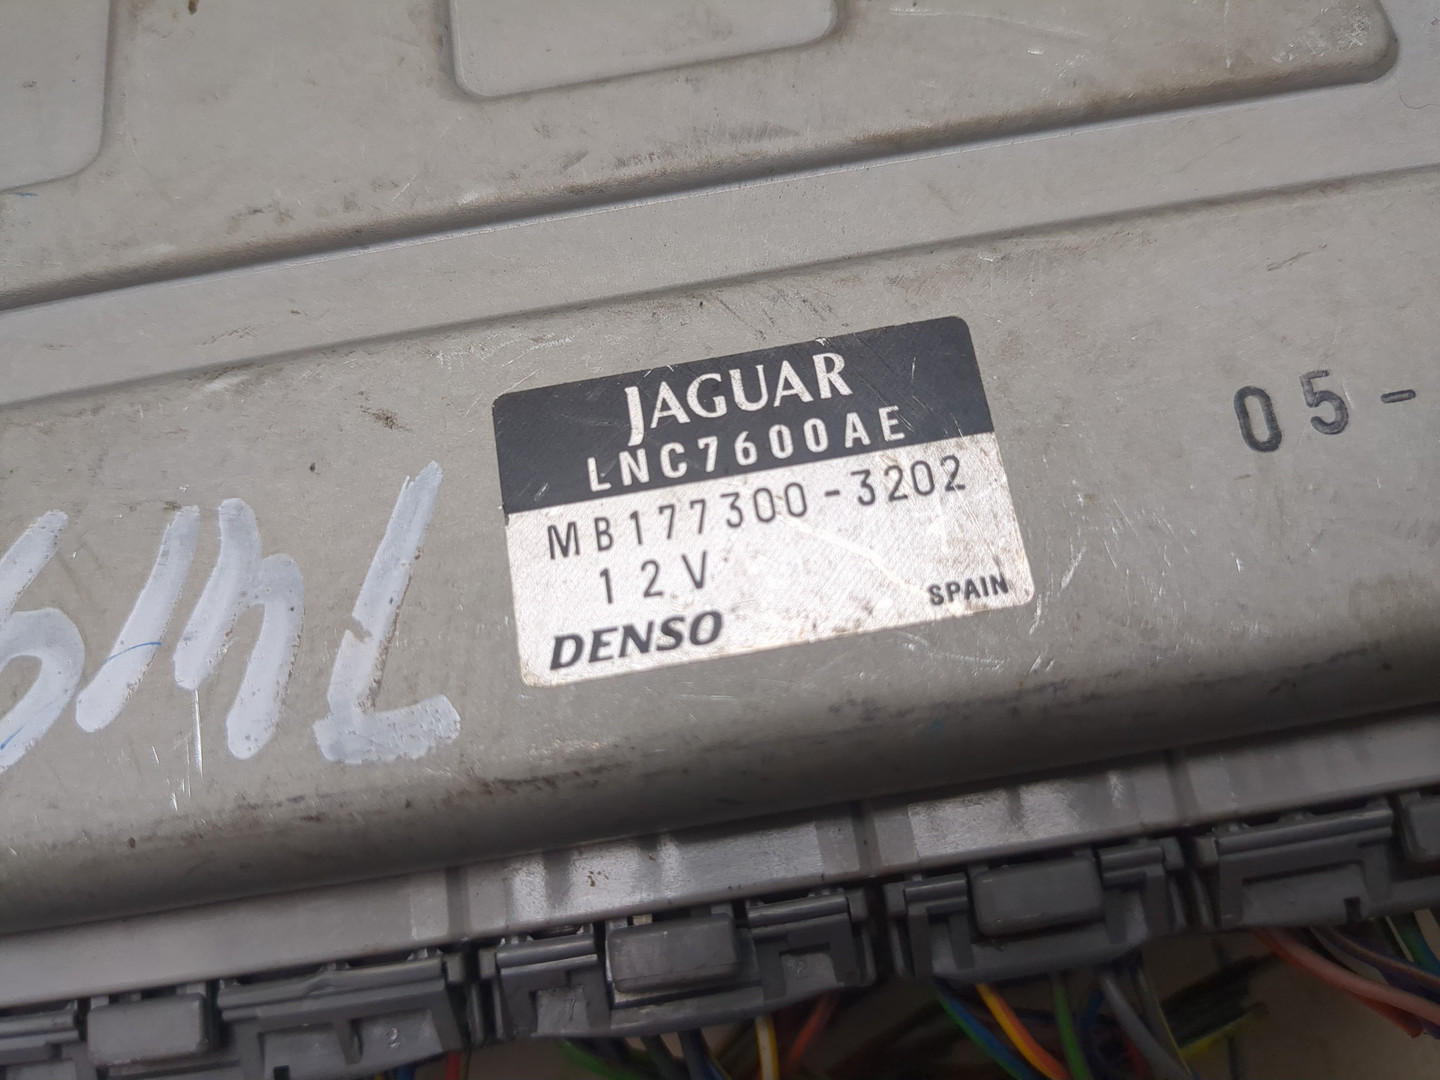 JAGUAR
LNC7600AE
MB177300-3202
12V
DENSO SPAIN
05-